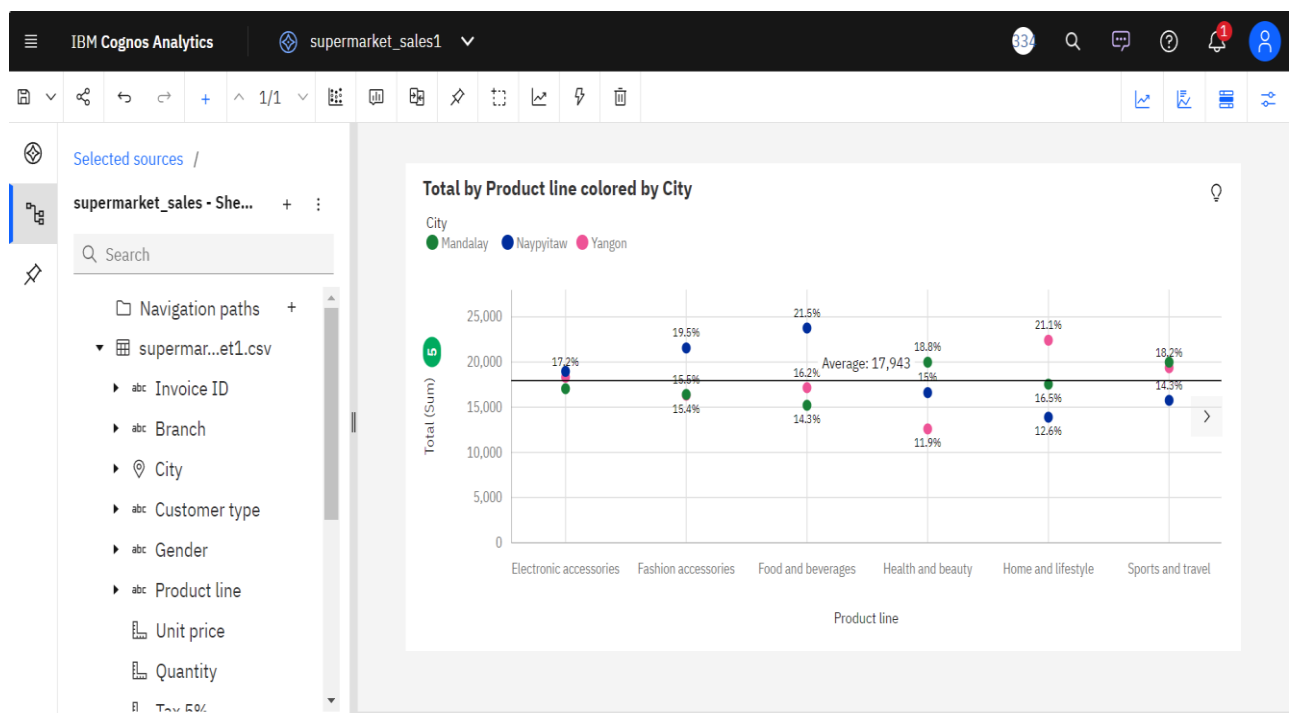 IBM Cognos Analytics
supermarket_sales1
334
1
1/1
Selected sources /
supermarket_sales - She...
Search
Navigation paths
supermar...et1.csv
abc Invoice ID
abc Branch
City
abc Customer type
abc Gender
abc Product line
Unit price
Quantity
Tax 5%
Total by Product line colored by City
City
Mandalay Naypyitaw Yangon
Total (Sum)
5
25,000
20,000
15,000
10,000
5,000
0
17.2%
19.5%
15.5%
15.4%
21.5%
16.2%
14.3%
Average: 17,943
18.8%
15%
11.9%
21.1%
16.5%
12.6%
18.2%
14.3%
Electronic accessories Fashion accessories Food and beverages Health and beauty Home and lifestyle Sports and travel
Product line